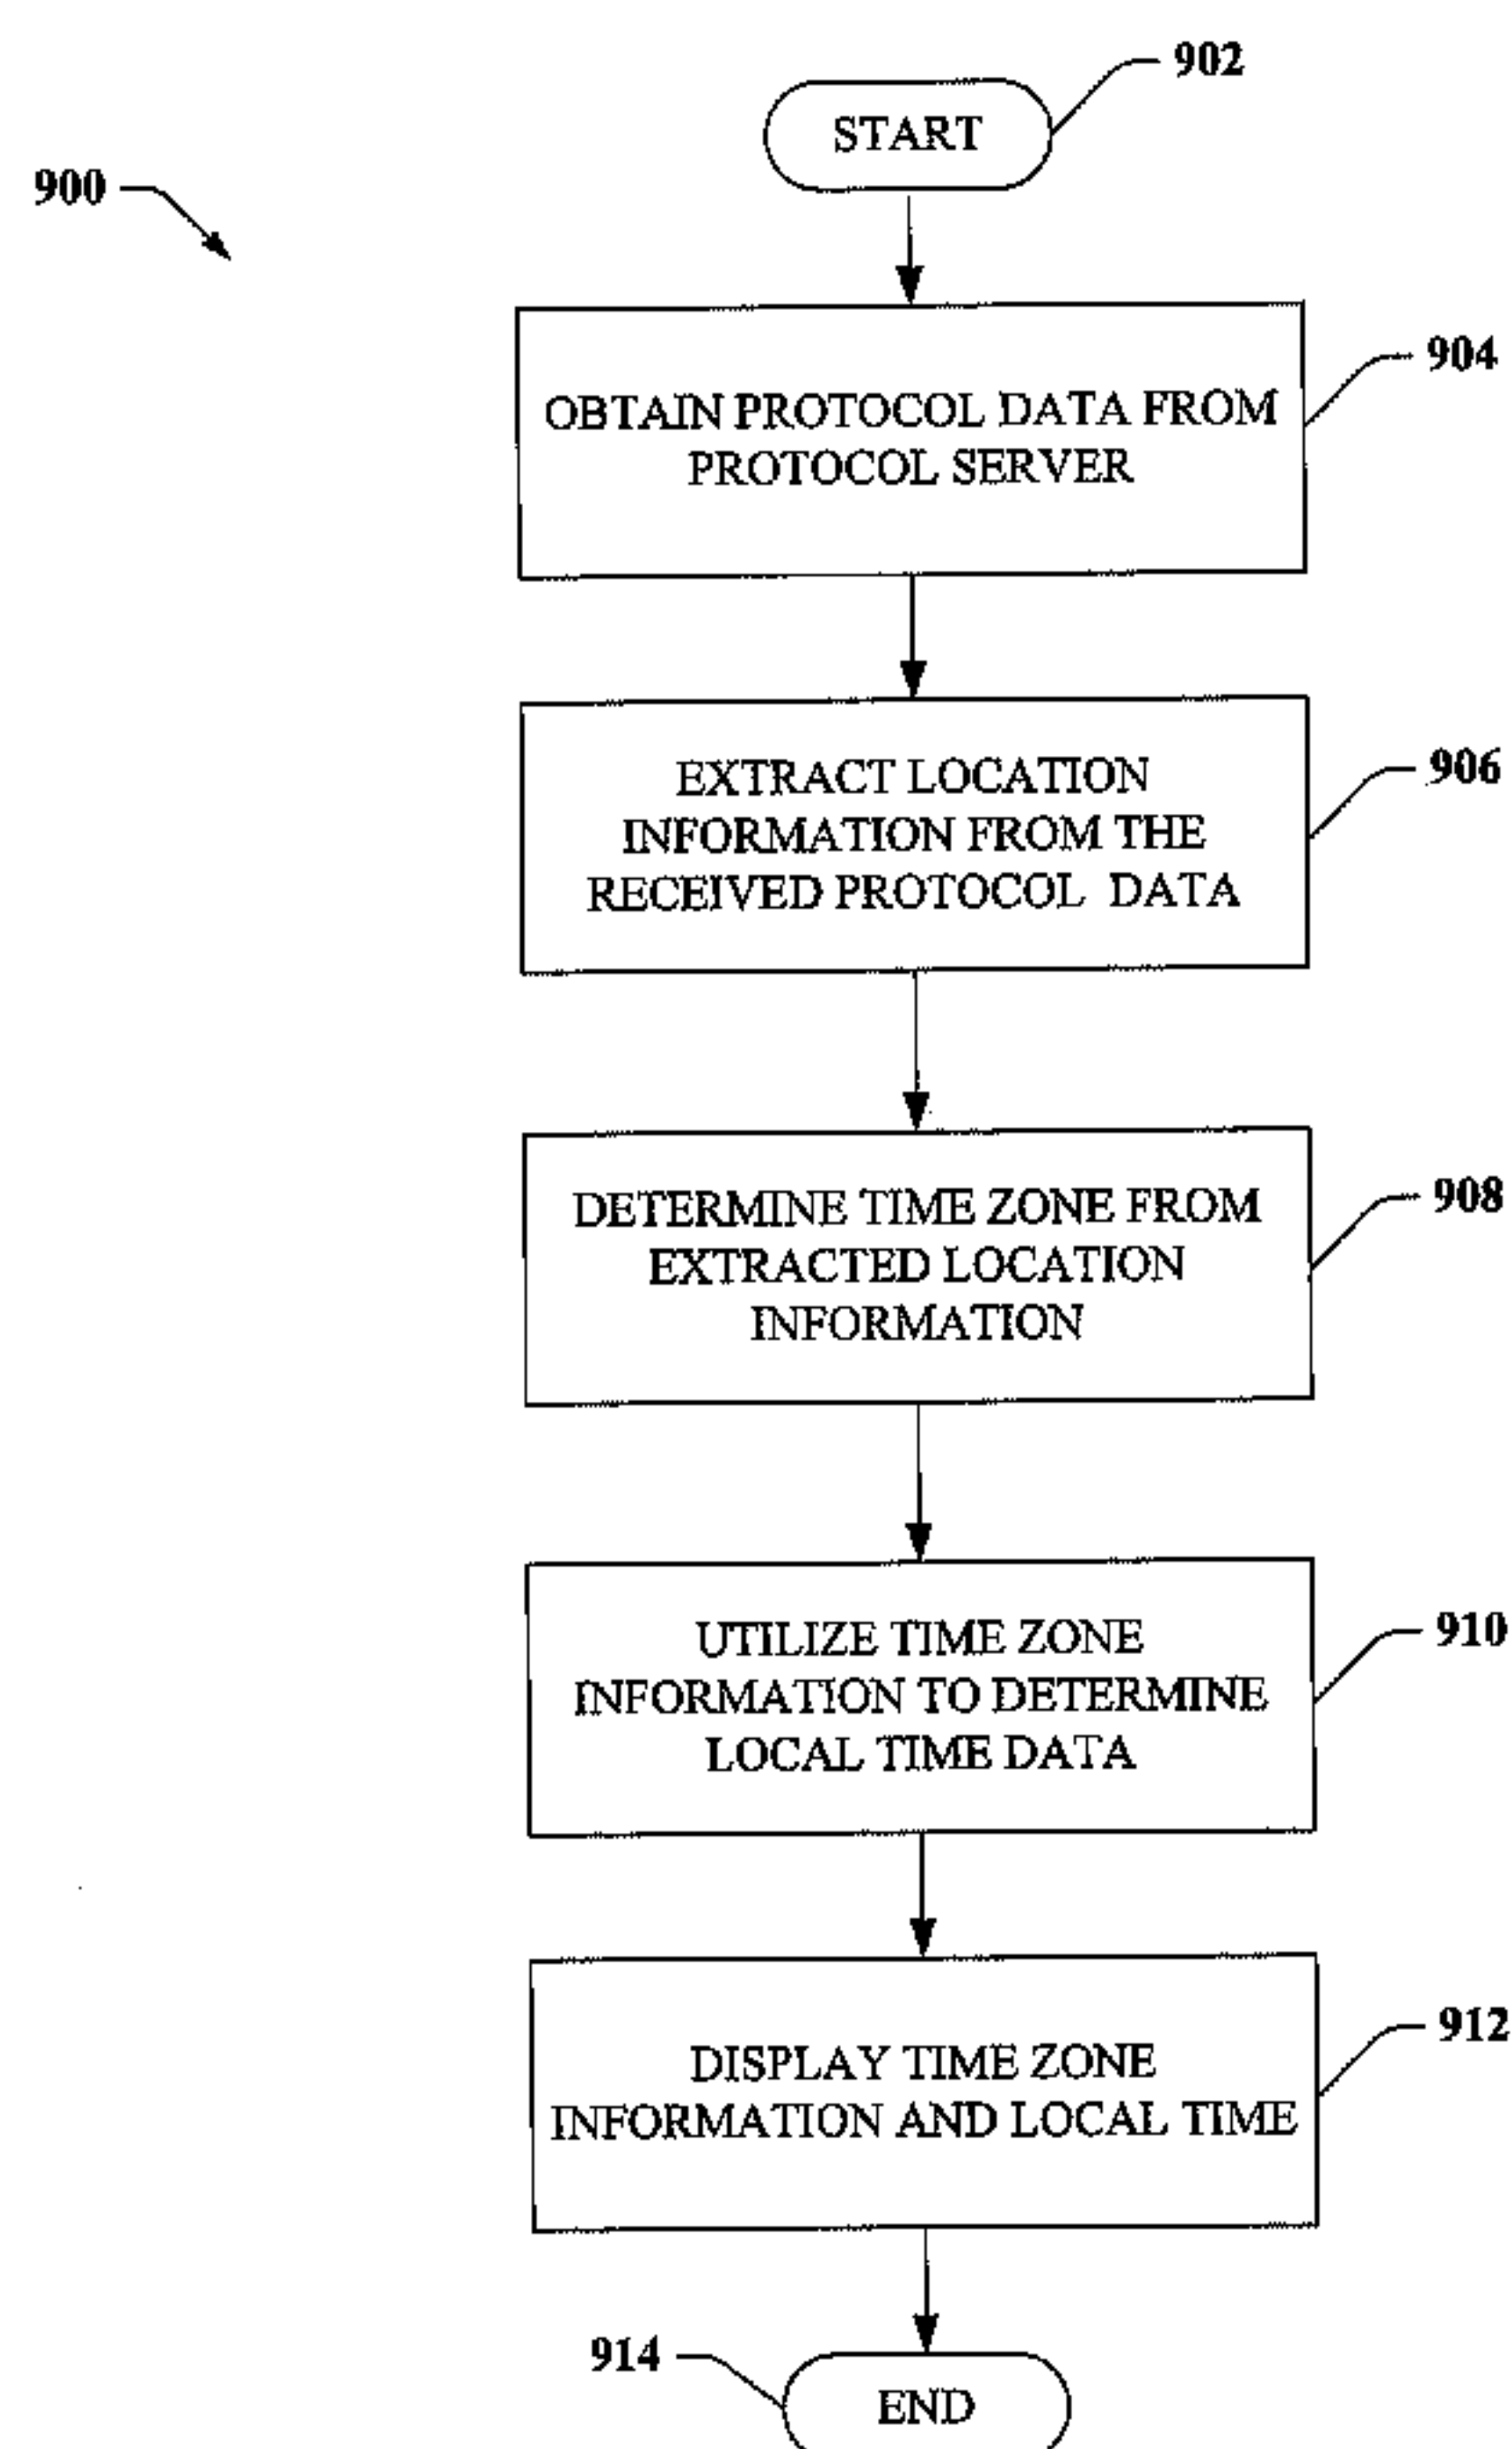 902
START
900
904
OBTAIN PROTOCOL DATA FROM
PROTOCOL SERVER
906
EXTRACT LOCATION
INFORMATION FROM THE
RECEIVED PROTOCOL DATA
908
DETERMINE TIME ZONE FROM
EXTRACTED LOCATION
INFORMATION
910
UTILIZE TIME ZONE
INFORMATION TO DETERMINE
LOCAL TIME DATA
912
DISPLAY TIME ZONE
INFORMATION AND LOCAL TIME
914
END